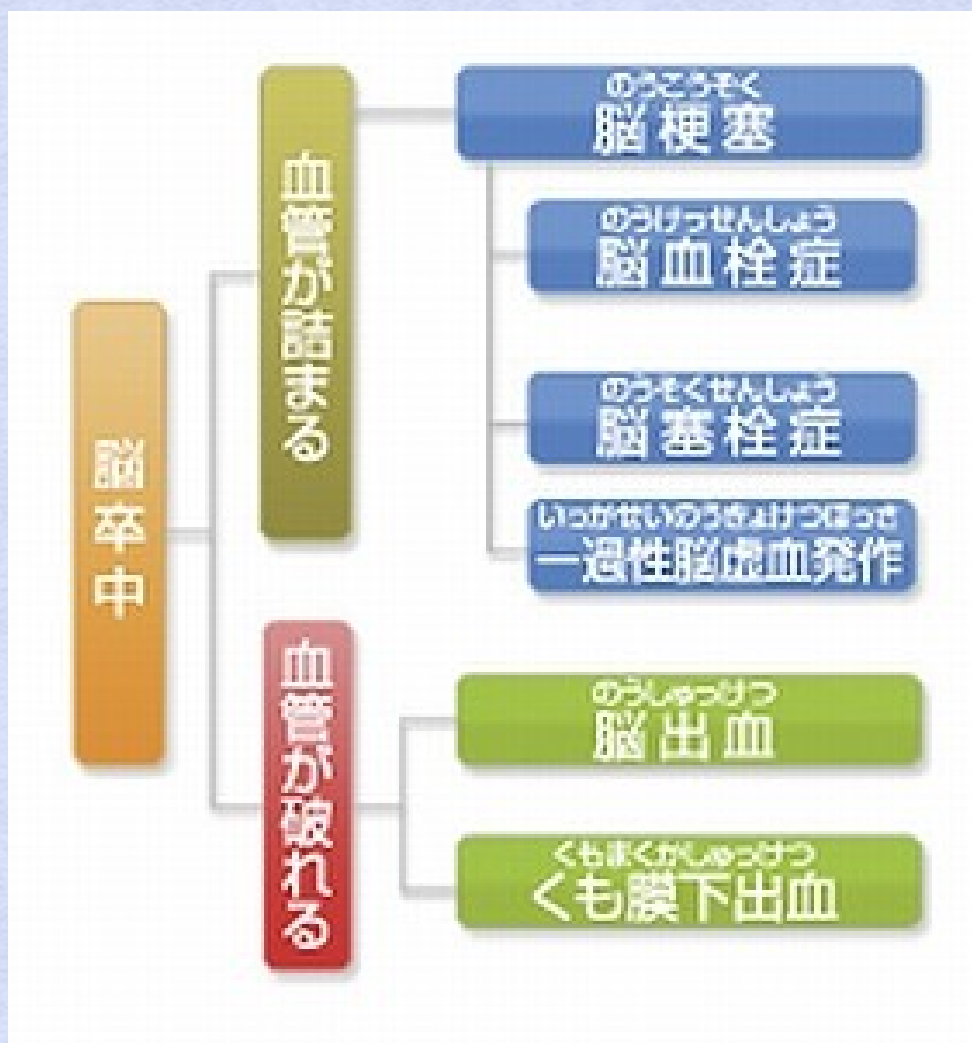 脳卒中
血管が詰まる
のうこうそく
脳梗塞
のうけっせんしょう
脳血栓症
のうそくせんしょう
脳塞栓症
いっかせいのうきょけつほっさ
一過性脳虚血発作
血管が破れる
のうしゅっけつ
脳出血
くもまくかしゅっけつ
くも膜下出血